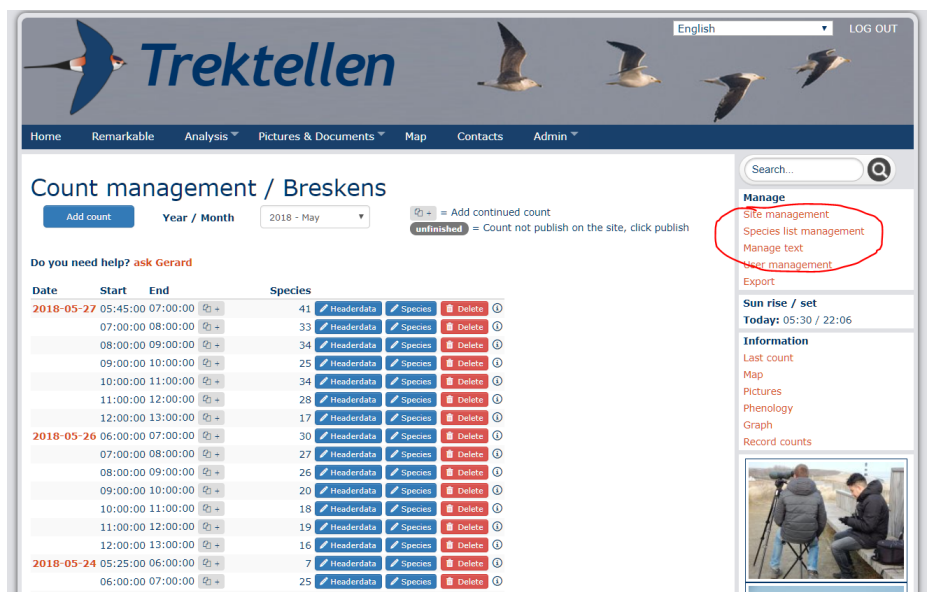 English LOG OUT
Trektellen
Home Remarkable Analysis Pictures & Documents Map Contacts Admin
Search...
Count management / Breskens
Add count Year / Month 2018 - May + = Add continued count
unfinished = Count not publish on the site, click publish
Do you need help? ask Gerard
Date Start End Species
2018-05-27 05:45:00 07:00:00 + 41 Headerdata Species Delete
07:00:00 08:00:00 + 33 Headerdata Species Delete
08:00:00 09:00:00 + 34 Headerdata Species Delete
09:00:00 10:00:00 + 25 Headerdata Species Delete
10:00:00 11:00:00 + 34 Headerdata Species Delete
11:00:00 12:00:00 + 28 Headerdata Species Delete
12:00:00 13:00:00 + 17 Headerdata Species Delete
2018-05-26 06:00:00 07:00:00 + 30 Headerdata Species Delete
07:00:00 08:00:00 + 27 Headerdata Species Delete
08:00:00 09:00:00 + 26 Headerdata Species Delete
09:00:00 10:00:00 + 20 Headerdata Species Delete
10:00:00 11:00:00 + 18 Headerdata Species Delete
11:00:00 12:00:00 + 19 Headerdata Species Delete
12:00:00 13:00:00 + 16 Headerdata Species Delete
2018-05-24 05:25:00 06:00:00 + 7 Headerdata Species Delete
06:00:00 07:00:00 + 25 Headerdata Species Delete
Manage
Site management
Species list management
Manage text
User management
Export
Sun rise / set
Today: 05:30 / 22:06
Information
Last count
Map
Pictures
Phenology
Graph
Record counts